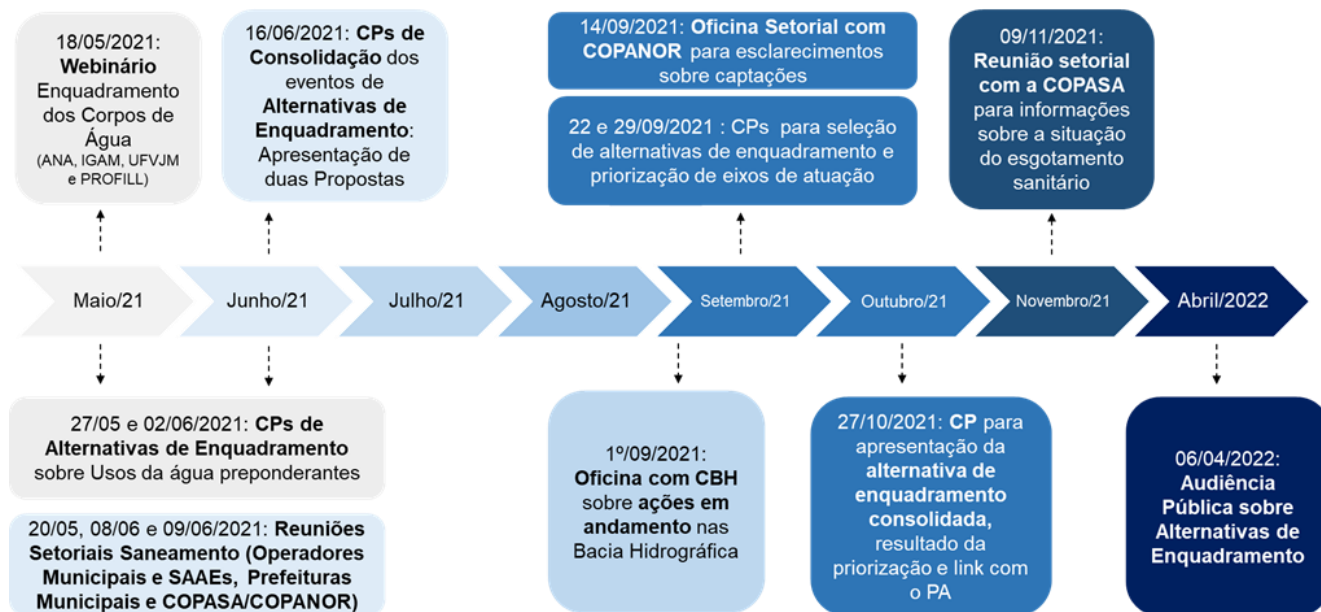 18/05/2021:
Webinário
Enquadramento
dos Corpos de
Água
(ANA, IGAM, UFVJM
e PROFILL)
16/06/2021: CPs de
Consolidação dos
eventos de
Alternativas de
Enquadramento:
Apresentação de
duas Propostas
14/09/2021: Oficina Setorial com
COPANOR para esclarecimentos
sobre captações
22 e 29/09/2021 : CPs para seleção
de alternativas de enquadramento e
priorização de eixos de atuação
09/11/2021:
Reunião setorial
com a COPASA
para informações
sobre a situação
do esgotamento
sanitário
Maio/21
Junho/21
Julho/21
Agosto/21
Setembro/21
Outubro/21
Novembro/21
Abril/2022
27/05 e 02/06/2021: CPs de
Alternativas de Enquadramento
sobre Usos da água preponderantes
20/05, 08/06 e 09/06/2021: Reuniões
Setoriais Saneamento (Operadores
Municipais e SAAEs, Prefeituras
Municipais e COPASA/COPANOR)
1º/09/2021:
Oficina com CBH
sobre ações em
andamento nas
Bacia Hidrográfica
27/10/2021: CP para
apresentação da
alternativa de
enquadramento
consolidada,
resultado da
priorização e link com
o PA
06/04/2022:
Audiência
Pública sobre
Alternativas de
Enquadramento